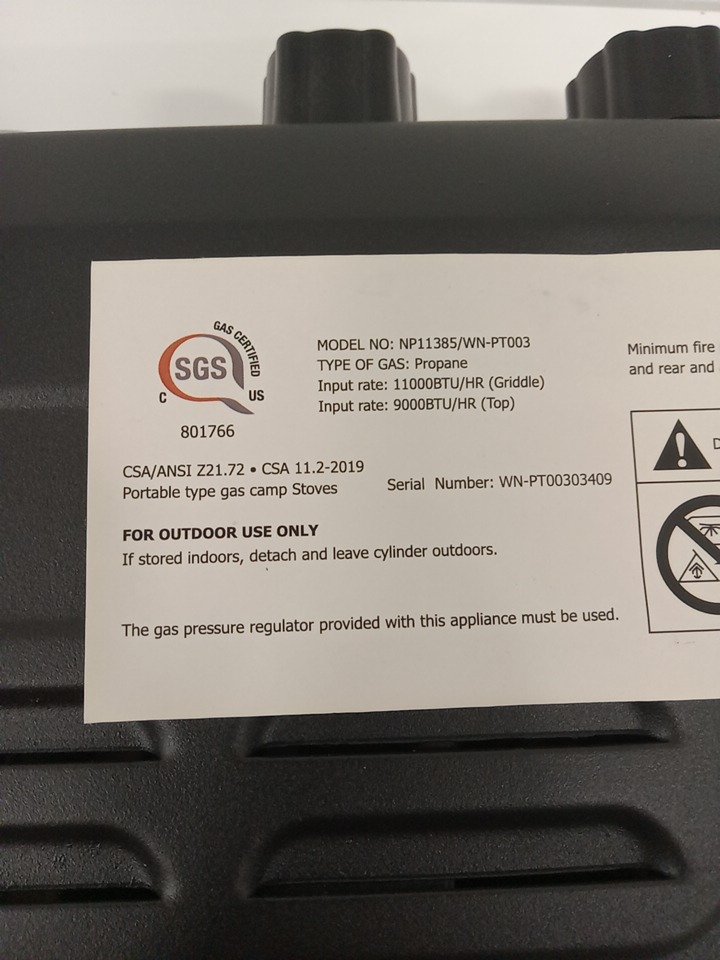 GAS CERTIFIED
SGS
C US
801766
MODEL NO: NP11385/WN-PT003
TYPE OF GAS: Propane
Input rate: 11000BTU/HR (Griddle)
Input rate: 9000BTU/HR (Top)
CSA/ANSI Z21.72 • CSA 11.2-2019
Portable type gas camp Stoves
Serial Number: WN-PT00303409
FOR OUTDOOR USE ONLY
If stored indoors, detach and leave cylinder outdoors.
The gas pressure regulator provided with this appliance must be used.
Minimum fire
and rear and